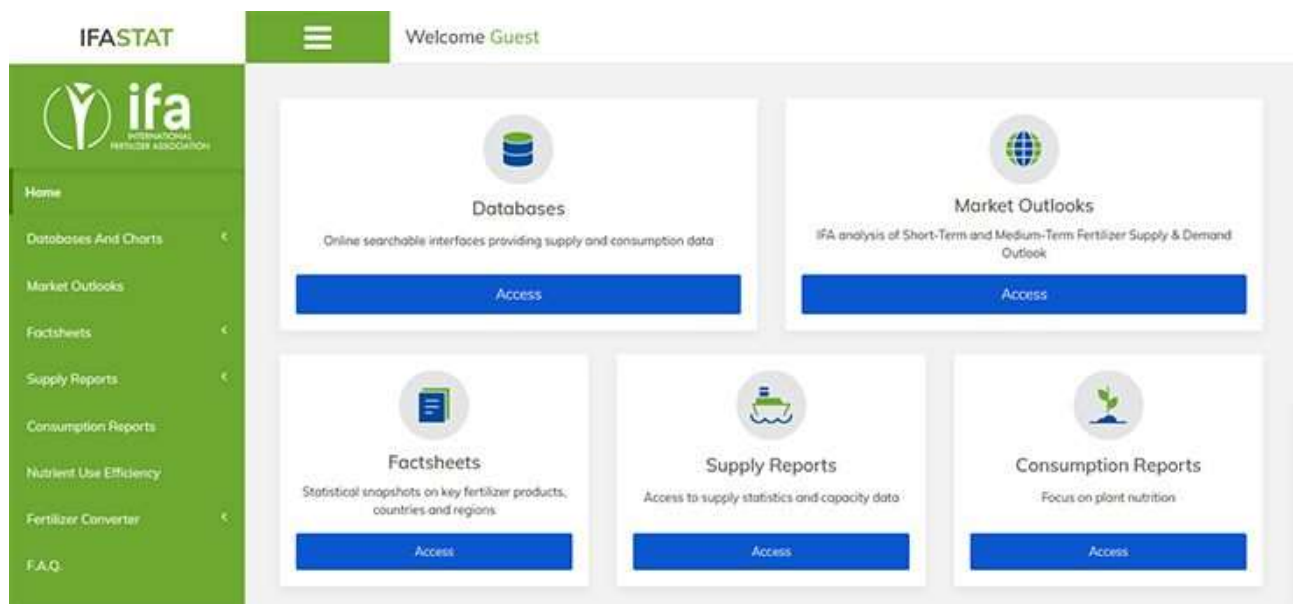 IFASTAT
Welcome Guest
ifa
INTERNATIONAL
FERTILIZER ASSOCIATION
Home
Databases And Charts
Market Outlooks
Factsheets
Supply Reports
Consumption Reports
Nutrient Use Efficiency
Fertilizer Converter
F.A.Q.
Databases
Online searchable interfaces providing supply and consumption data
Access
Market Outlooks
IFA analysis of Short-Term and Medium-Term Fertilizer Supply & Demand
Outlook
Access
Factsheets
Statistical snapshots on key fertilizer products,
countries and regions
Access
Supply Reports
Access to supply statistics and capacity data
Access
Consumption Reports
Focus on plant nutrition
Access